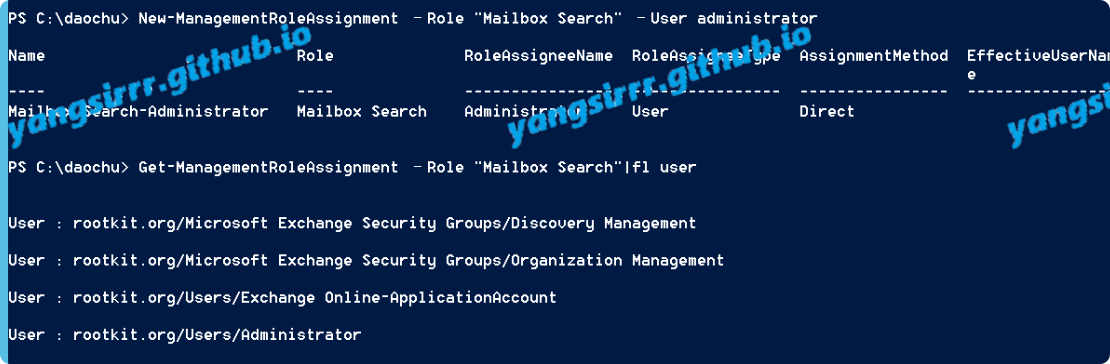 PS C:\daochu> New-ManagementRoleAssignment -Role "Mailbox Search" -User administrator
Name Role RoleAssigneeName RoleAssigneeType AssignmentMethod EffectiveUserNam
e
---- ---- ---------------- ---------------- ---------------- ----------------
Mailbox Search-Administrator Mailbox Search Administrator User Direct
yangsirrr.github.io yangsirrr.github.io yangsi
PS C:\daochu> Get-ManagementRoleAssignment -Role "Mailbox Search"|fl user
User : rootkit.org/Microsoft Exchange Security Groups/Discovery Management
User : rootkit.org/Microsoft Exchange Security Groups/Organization Management
User : rootkit.org/Users/Exchange Online-ApplicationAccount
User : rootkit.org/Users/Administrator